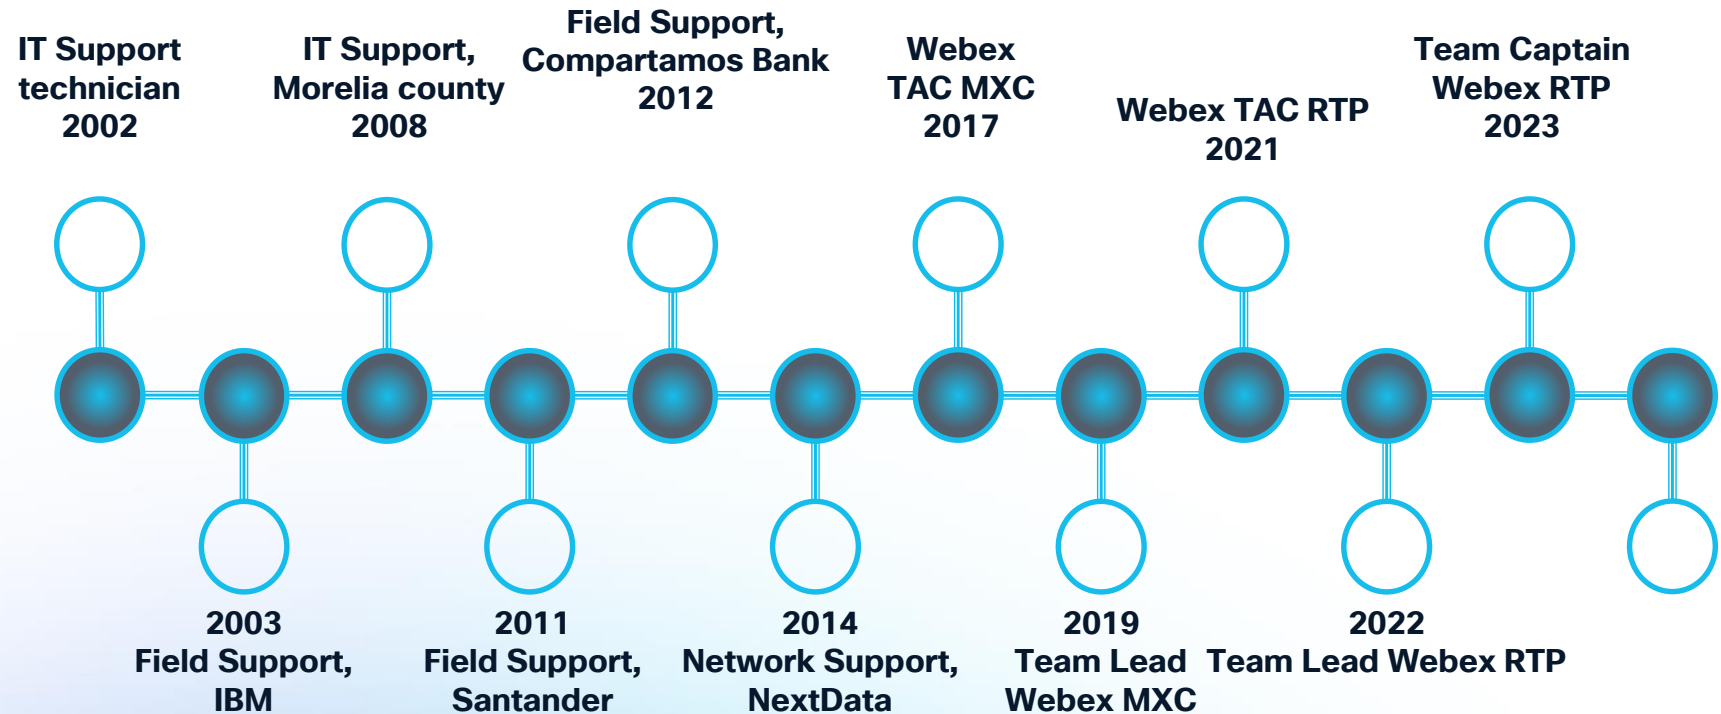 IT Support
technician
2002
IT Support,
Morelia county
2008
Field Support,
Compartamos Bank
2012
Webex
TAC MXC
2017
Webex TAC RTP
2021
Team Captain
Webex RTP
2023
2003
Field Support,
IBM
2011
Field Support,
Santander
2014
Network Support,
NextData
2019
Team Lead
Webex MXC
2022
Team Lead Webex RTP